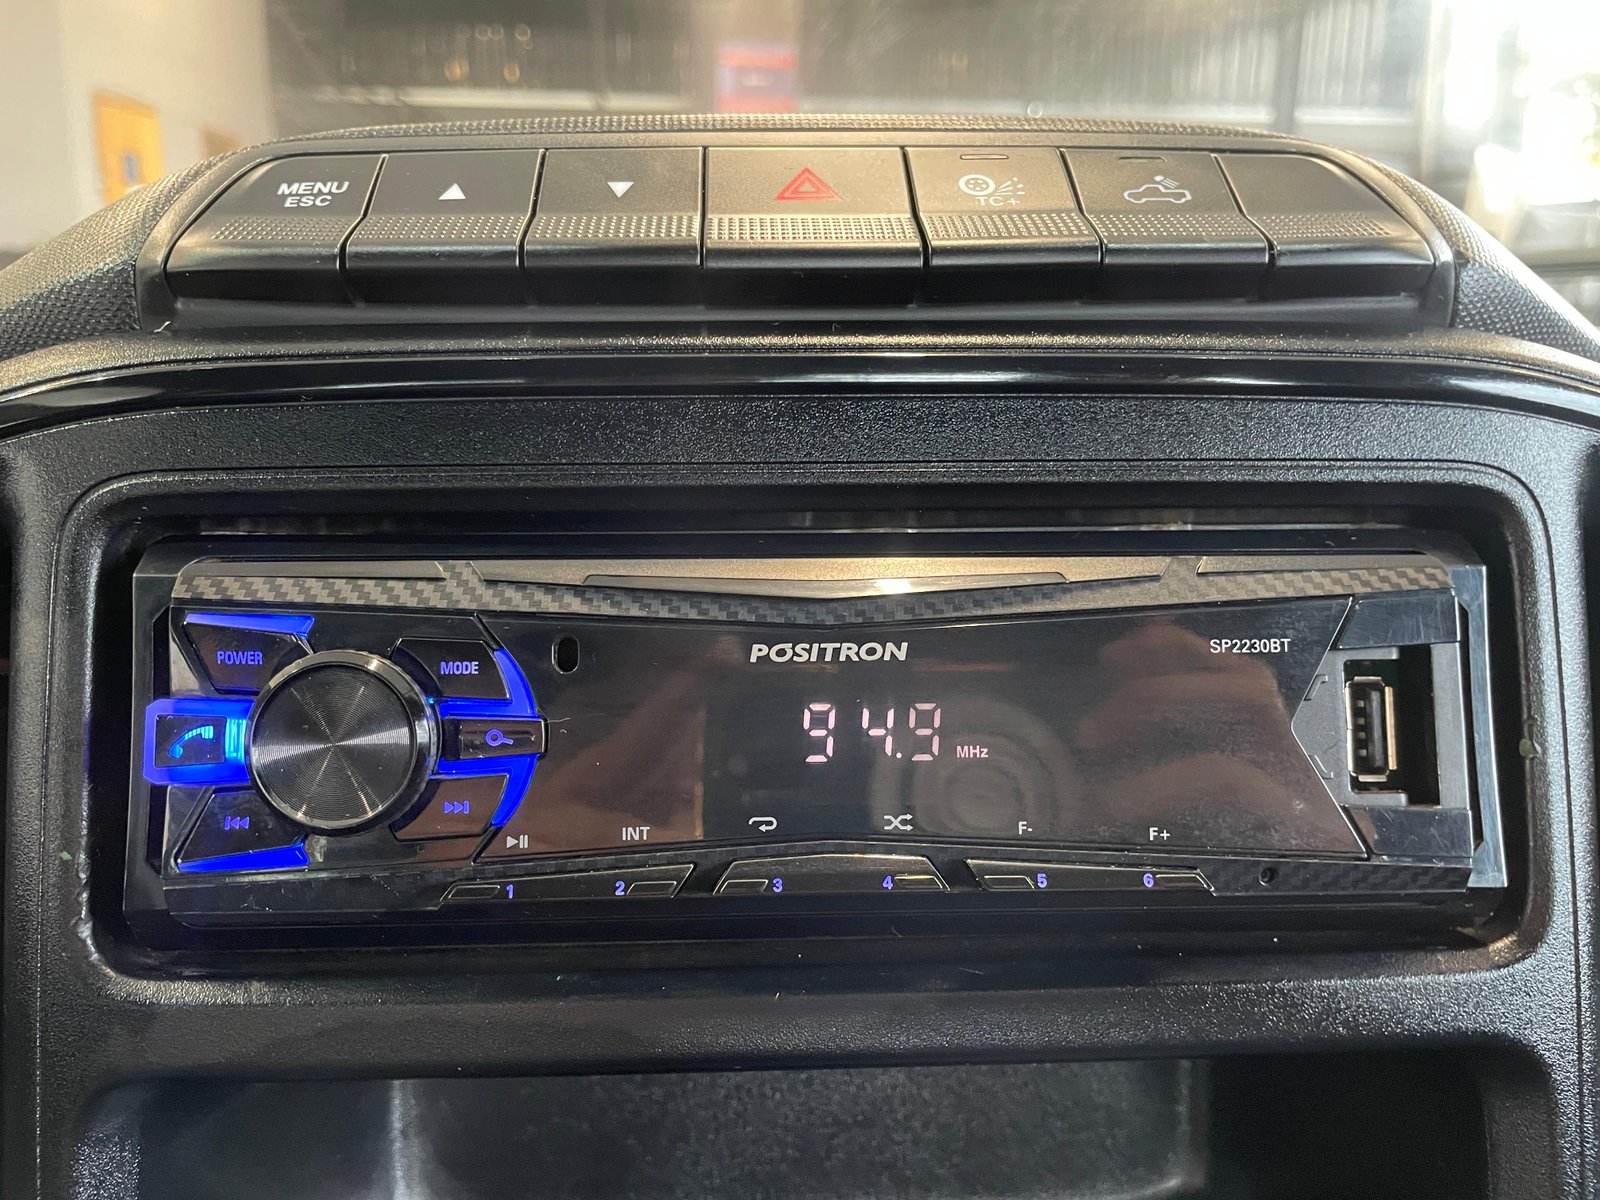 MENU
ESC
TC+
POSITRON
SP2230BT
POWER
MODE
94.9 MHz
INT
F-
F+
1
2
3
4
5
6